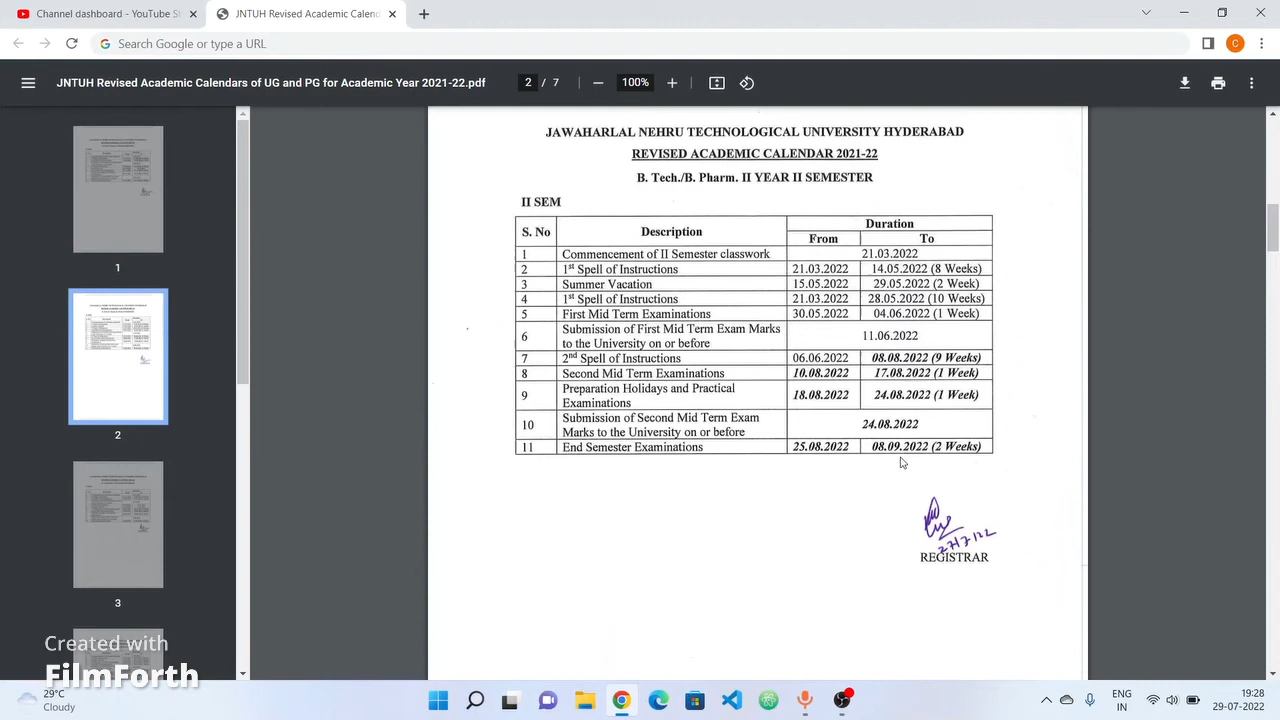 Channel dashboard - YouTube St
JNTUH Revised Academic Calend
Search Google or type a URL
C
JNTUH Revised Academic Calendars of UG and PG for Academic Year 2021-22.pdf
2 / 7
100%
JAWAHARLAL NEHRU TECHNOLOGICAL UNIVERSITY HYDERABAD
REVISED ACADEMIC CALENDAR 2021-22
B. Tech./B. Pharm. II YEAR II SEMESTER
II SEM
S. No Description Duration
From To
1 Commencement of II Semester classwork 21.03.2022
2 1st Spell of Instructions 21.03.2022 14.05.2022 (8 Weeks)
3 Summer Vacation 15.05.2022 29.05.2022 (2 Week)
4 1st Spell of Instructions 21.03.2022 28.05.2022 (10 Weeks)
5 First Mid Term Examinations 30.05.2022 04.06.2022 (1 Week)
6 Submission of First Mid Term Exam Marks
to the University on or before 11.06.2022
7 2nd Spell of Instructions 06.06.2022 08.08.2022 (9 Weeks)
8 Second Mid Term Examinations 10.08.2022 17.08.2022 (1 Week)
9 Preparation Holidays and Practical
Examinations 18.08.2022 24.08.2022 (1 Week)
10 Submission of Second Mid Term Exam
Marks to the University on or before 24.08.2022
11 End Semester Examinations 25.08.2022 08.09.2022 (2 Weeks)
27/7/22
REGISTRAR
1
2
3
Created with
FilmForth
29°C
Cloudy
ENG
IN
19:28
29-07-2022